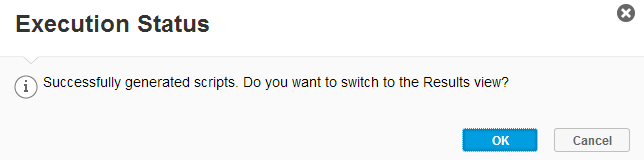 Execution Status
Successfully generated scripts. Do you want to switch to the Results view?
OK
Cancel